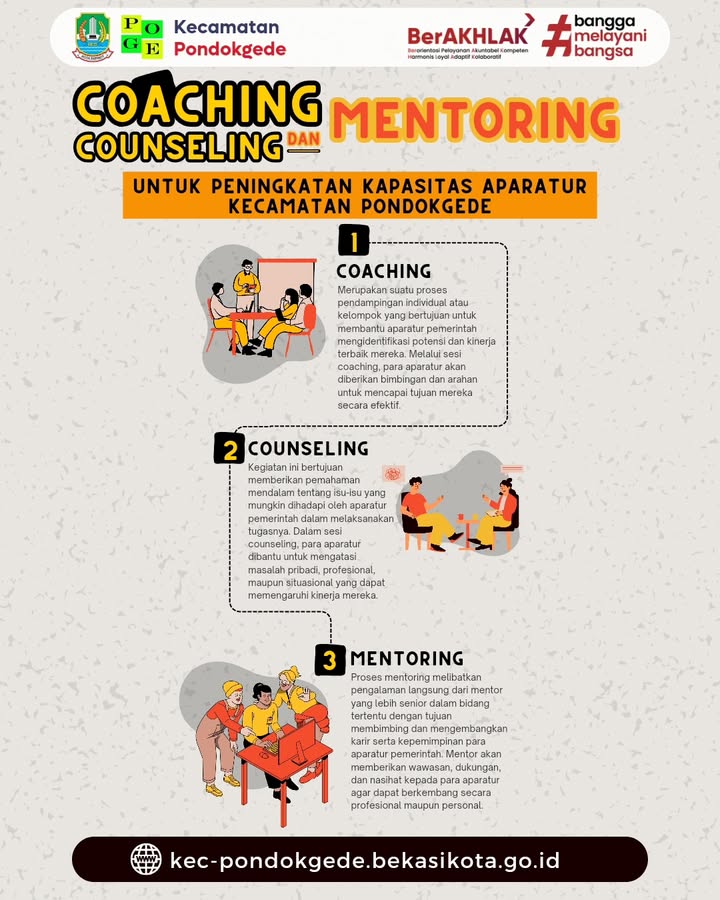 Kecamatan
Pondokgede
PO
GE
BerAKHLAK
Berorientasi Pelayanan Akuntabel Kompeten
Harmonis Loyal Adaptif Kolaboratif
#bangga
melayani
bangsa
COACHING
COUNSELING DAN MENTORING
UNTUK PENINGKATAN KAPASITAS APARATUR
KECAMATAN PONDOKGEDE
1
COACHING
Merupakan suatu proses
pendampingan individual atau
kelompok yang bertujuan untuk
membantu aparatur pemerintah
mengidentifikasi potensi dan kinerja
terbaik mereka. Melalui sesi
coaching, para aparatur akan
diberikan bimbingan dan arahan
untuk mencapai tujuan mereka
secara efektif.
2 COUNSELING
Kegiatan ini bertujuan
memberikan pemahaman
mendalam tentang isu-isu yang
mungkin dihadapi oleh aparatur
pemerintah dalam melaksanakan
tugasnya. Dalam sesi
counseling, para aparatur
dibantu untuk mengatasi
masalah pribadi, profesional,
maupun situasional yang dapat
memengaruhi kinerja mereka.
3 MENTORING
Proses mentoring melibatkan
pengalaman langsung dari mentor
yang lebih senior dalam bidang
tertentu dengan tujuan
membimbing dan mengembangkan
karir serta kepemimpinan para
aparatur pemerintah. Mentor akan
memberikan wawasan, dukungan,
dan nasihat kepada para aparatur
agar dapat berkembang secara
profesional maupun personal.
kec-pondokgede.bekasikota.go.id